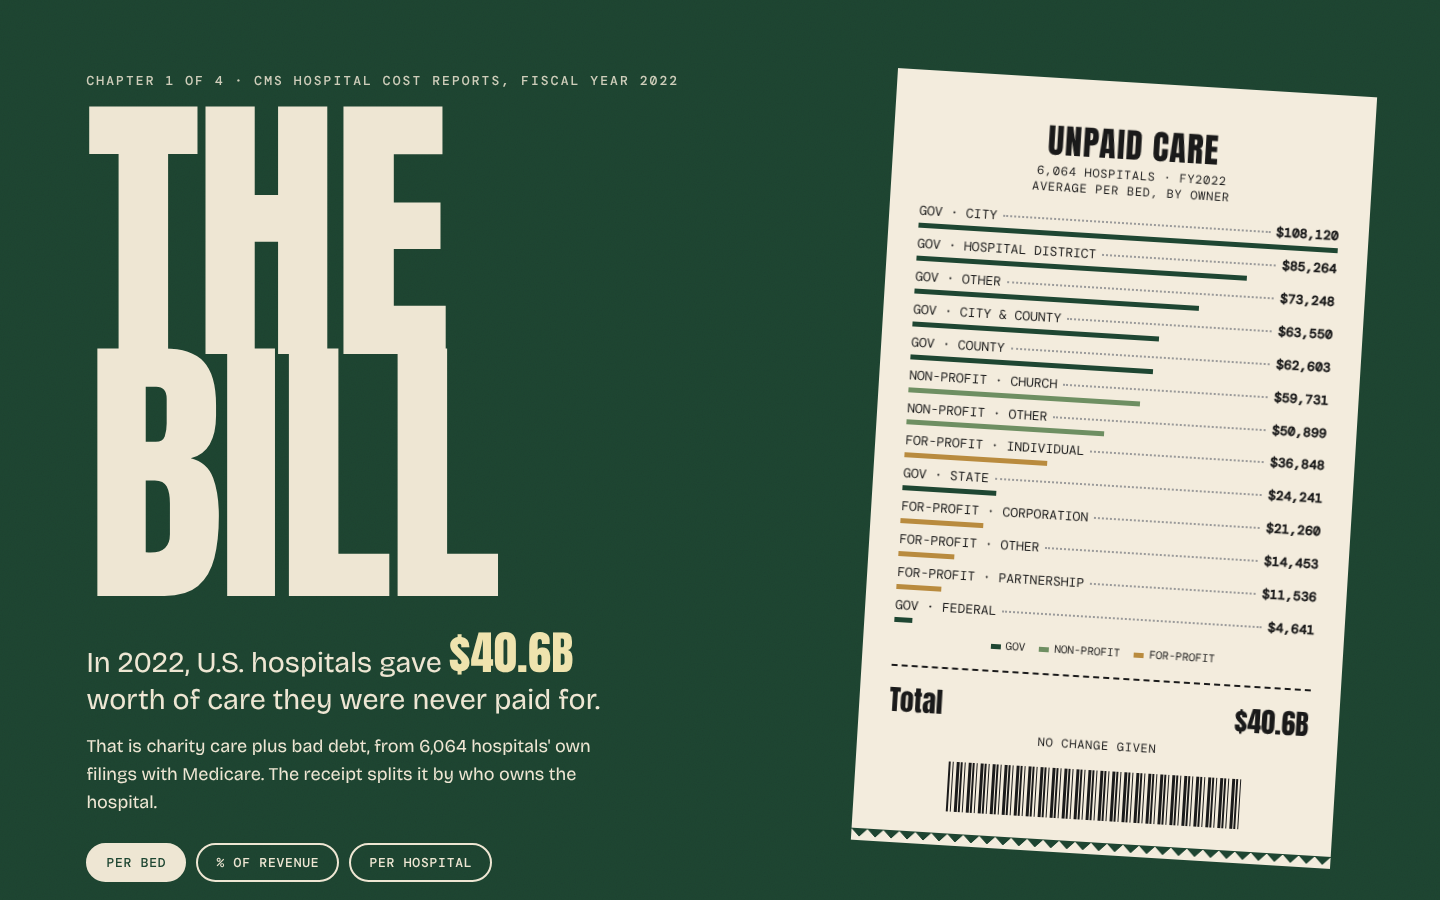 CHAPTER 1 OF 4 · CMS HOSPITAL COST REPORTS, FISCAL YEAR 2022
THE
BILL
In 2022, U.S. hospitals gave $40.6B
worth of care they were never paid for.
That is charity care plus bad debt, from 6,064 hospitals' own
filings with Medicare. The receipt splits it by who owns the
hospital.
PER BED
% OF REVENUE
PER HOSPITAL
UNPAID CARE
6,064 HOSPITALS · FY2022
AVERAGE PER BED, BY OWNER
GOV · CITY $108,120
GOV · HOSPITAL DISTRICT $85,264
GOV · OTHER $73,248
GOV · CITY & COUNTY $63,550
GOV · COUNTY $62,603
NON-PROFIT · CHURCH $59,731
NON-PROFIT · OTHER $50,899
FOR-PROFIT · INDIVIDUAL $36,848
GOV · STATE $24,241
FOR-PROFIT · CORPORATION $21,260
FOR-PROFIT · OTHER $14,453
FOR-PROFIT · PARTNERSHIP $11,536
GOV · FEDERAL $4,641
GOV NON-PROFIT FOR-PROFIT
Total $40.6B
NO CHANGE GIVEN